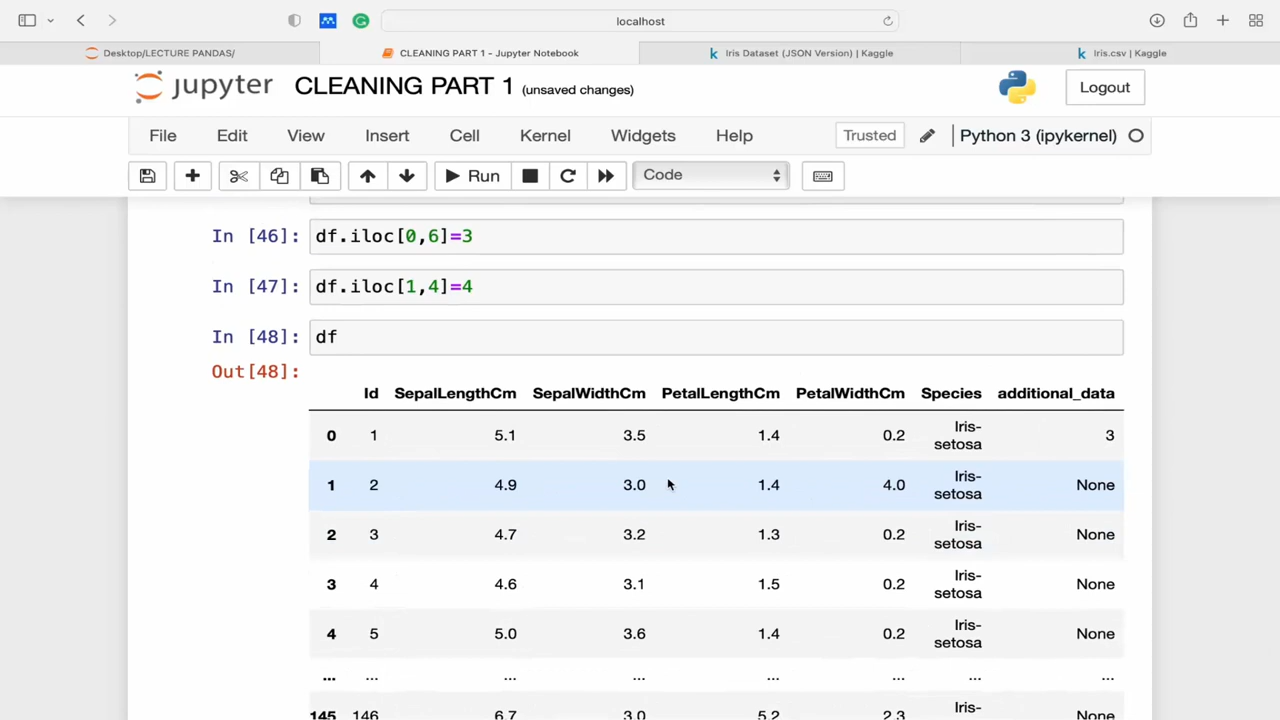 localhost
Desktop/LECTURE PANDAS/ CLEANING PART 1 - Jupyter Notebook Iris Dataset (JSON Version) | Kaggle Iris.csv | Kaggle
jupyter CLEANING PART 1 (unsaved changes) Logout
File Edit View Insert Cell Kernel Widgets Help Trusted Python 3 (ipykernel)
Run Code
In [46]: df.iloc[0,6]=3
In [47]: df.iloc[1,4]=4
In [48]: df
Out[48]:
Id SepalLengthCm SepalWidthCm PetalLengthCm PetalWidthCm Species additional_data
0 1 5.1 3.5 1.4 0.2 Iris-
setosa 3
1 2 4.9 3.0 1.4 4.0 Iris-
setosa None
2 3 4.7 3.2 1.3 0.2 Iris-
setosa None
3 4 4.6 3.1 1.5 0.2 Iris-
setosa None
4 5 5.0 3.6 1.4 0.2 Iris-
setosa None
... ... ... ... ... ... ... ...
145 146 6.7 3.0 5.2 2.3 Iris-